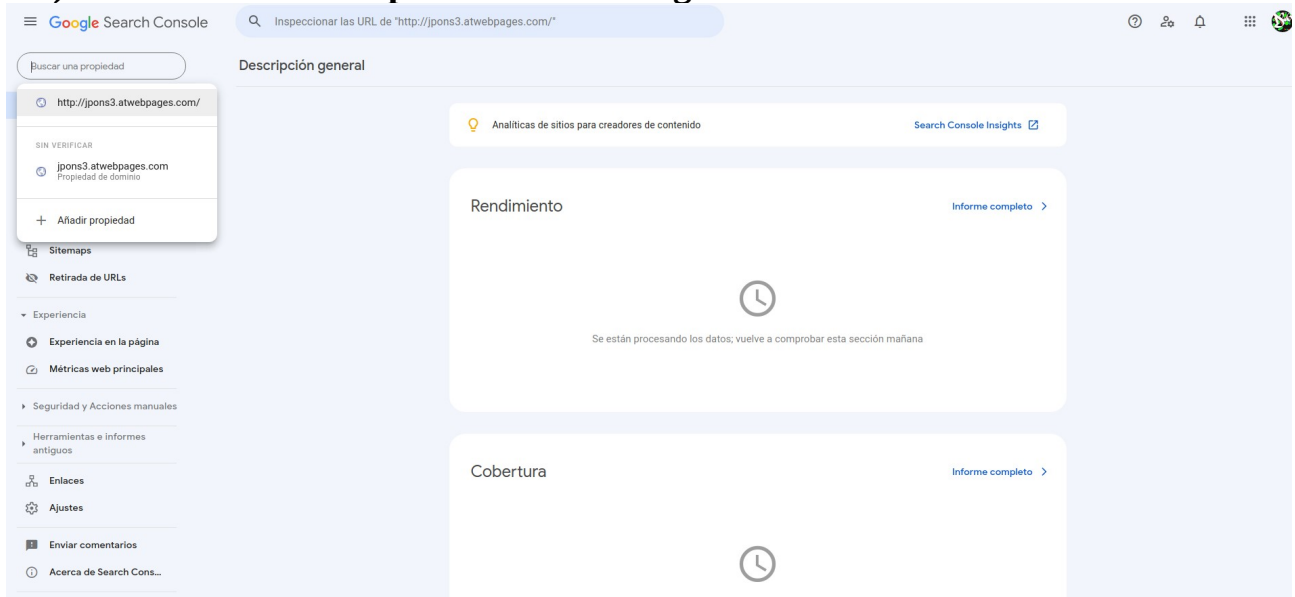 Google Search Console
Inspeccionar las URL de "http://jpons3.atwebpages.com/"
Buscar una propiedad
Descripción general
http://jpons3.atwebpages.com/
SIN VERIFICAR
jpons3.atwebpages.com
Propiedad de dominio
Añadir propiedad
Sitemaps
Retirada de URLs
Experiencia
Experiencia en la página
Métricas web principales
Seguridad y Acciones manuales
Herramientas e informes
antiguos
Enlaces
Ajustes
Enviar comentarios
Acerca de Search Cons...
Analíticas de sitios para creadores de contenido
Search Console Insights
Rendimiento
Informe completo
Se están procesando los datos; vuelve a comprobar esta sección mañana
Cobertura
Informe completo